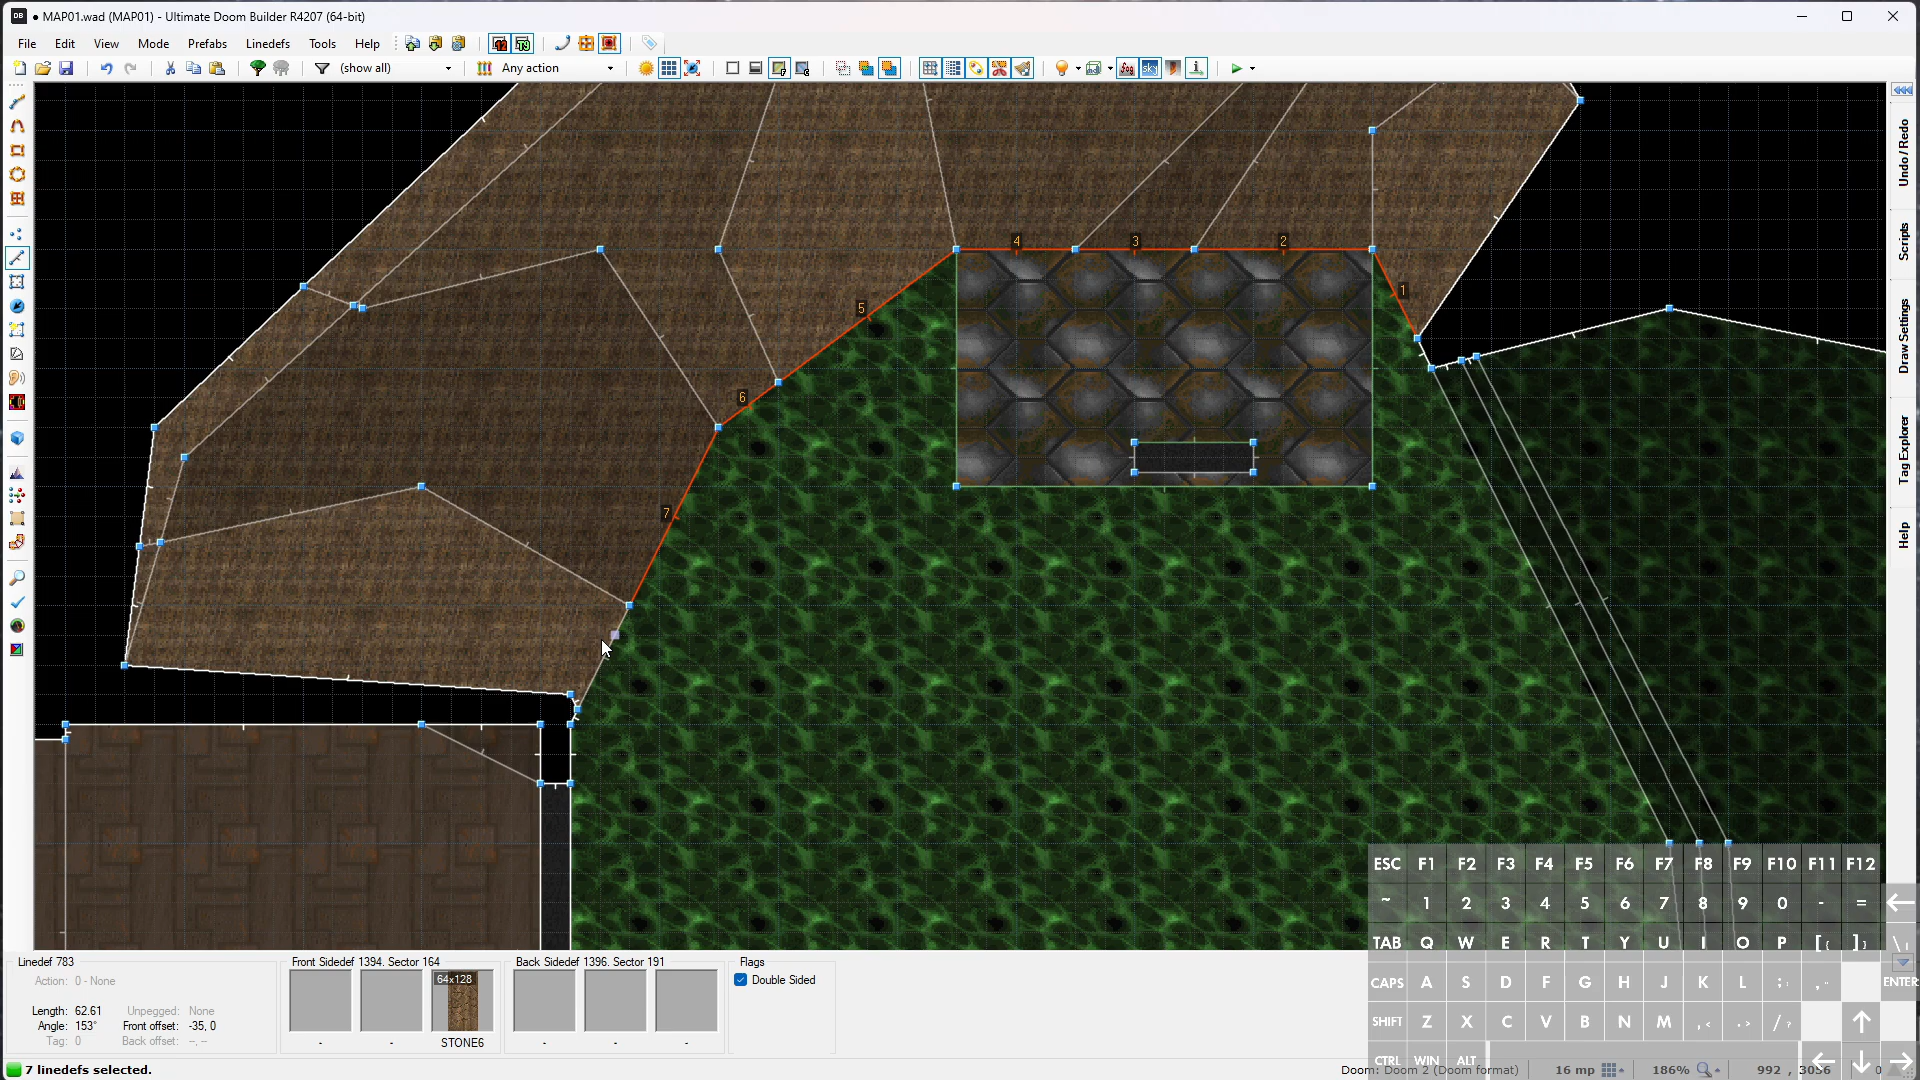 DB • MAP01.wad (MAP01) - Ultimate Doom Builder R4207 (64-bit)
File Edit View Mode Prefabs Linedefs Tools Help
(show all) Any action
sky
Undo / Redo
Scripts
Draw Settings
Tag Explorer
Help
4 3 2
1
5
6
7
ESC F1 F2 F3 F4 F5 F6 F7 F8 F9 F10 F11 F12
~ 1 2 3 4 5 6 7 8 9 0 - =
TAB Q W E R T Y U I O P [{ ]} \|
CAPS A S D F G H J K L ENTER
SHIFT Z X C V B N M ,< .> /?
CTRL WIN ALT
Linedef 783
Action: 0 - None
Length: 62.61 Unpegged: None
Angle: 153° Front offset: -35, 0
Tag: 0 Back offset: --, --
Front Sidedef 1394. Sector 164
64x128
- - STONE6
Back Sidedef 1396. Sector 191
- - -
Flags
Double Sided
7 linedefs selected.
Doom: Doom 2 (Doom format) 16 mp 186% 992 , 3056